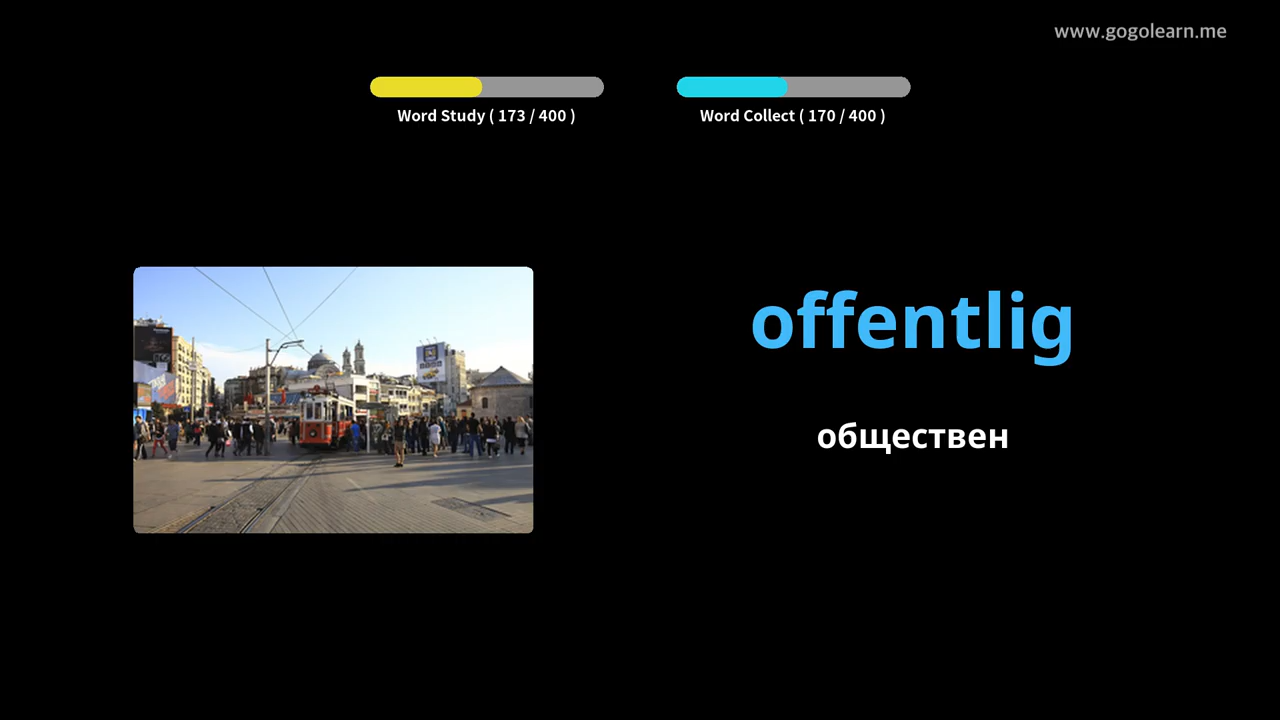 www.gogolearn.me
Word Study ( 173 / 400 )
Word Collect ( 170 / 400 )
offentlig
обществен